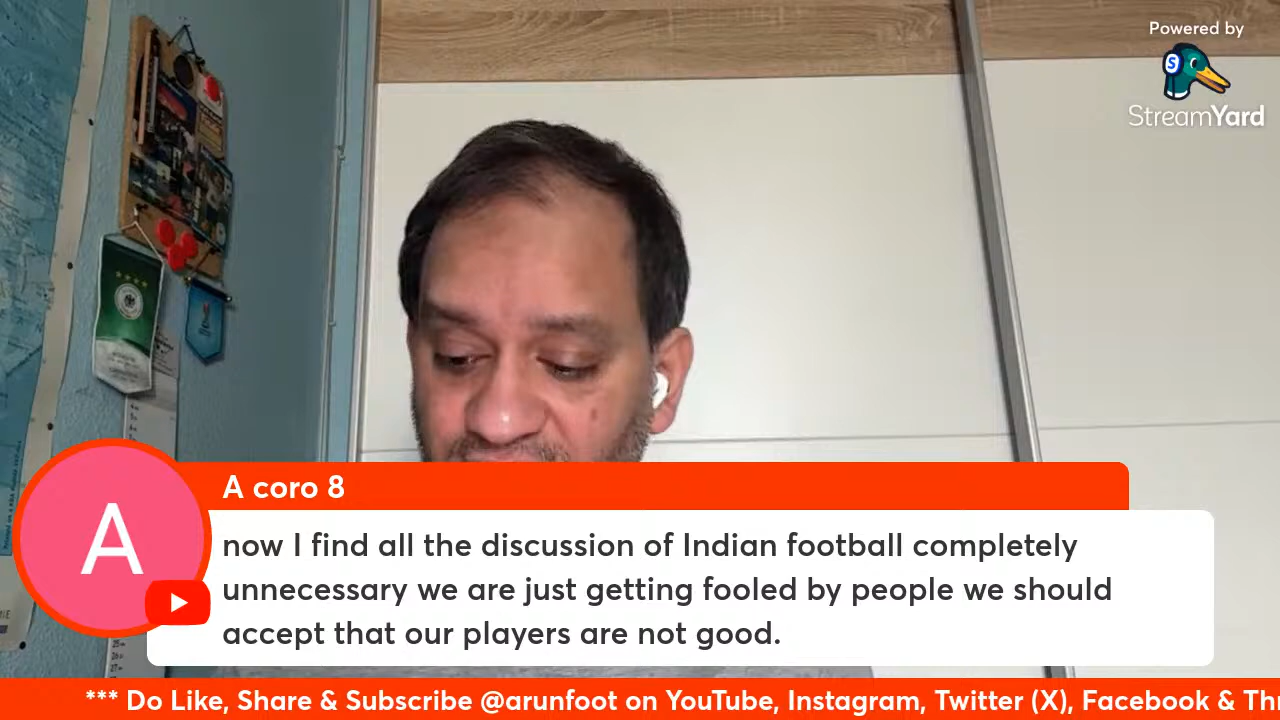 Powered by
StreamYard
A coro 8
A
now I find all the discussion of Indian football completely
unnecessary we are just getting fooled by people we should
accept that our players are not good.
*** Do Like, Share & Subscribe @arunfoot on YouTube, Instagram, Twitter (X), Facebook &